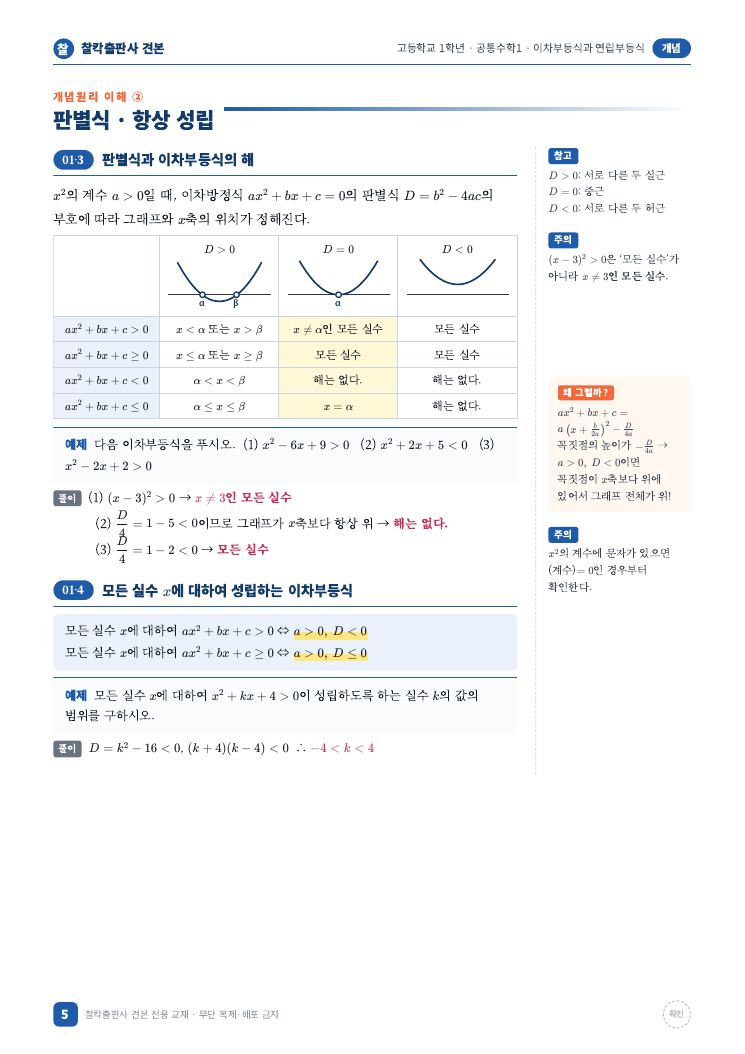 찰 찰칵출판사 견본
고등학교 1학년 · 공통수학1 · 이차부등식과 연립부등식 개념
개념원리 이해 ②
판별식 · 항상 성립
01·3 판별식과 이차부등식의 해
x²의 계수 a > 0일 때, 이차방정식 ax² + bx + c = 0의 판별식 D = b² − 4ac의
부호에 따라 그래프와 x축의 위치가 정해진다.
D > 0 D = 0 D < 0
α β α
ax² + bx + c > 0 x < α 또는 x > β x ≠ α인 모든 실수 모든 실수
ax² + bx + c ≥ 0 x ≤ α 또는 x ≥ β 모든 실수 모든 실수
ax² + bx + c < 0 α < x < β 해는 없다. 해는 없다.
ax² + bx + c ≤ 0 α ≤ x ≤ β x = α 해는 없다.
예제 다음 이차부등식을 푸시오. (1) x² − 6x + 9 > 0 (2) x² + 2x + 5 < 0 (3)
x² − 2x + 2 > 0
풀이 (1) (x − 3)² > 0 → x ≠ 3인 모든 실수
(2) D/4 = 1 − 5 < 0이므로 그래프가 x축보다 항상 위 → 해는 없다.
(3) D/4 = 1 − 2 < 0 → 모든 실수
01·4 모든 실수 x에 대하여 성립하는 이차부등식
모든 실수 x에 대하여 ax² + bx + c > 0 ⇔ a > 0, D < 0
모든 실수 x에 대하여 ax² + bx + c ≥ 0 ⇔ a > 0, D ≤ 0
예제 모든 실수 x에 대하여 x² + kx + 4 > 0이 성립하도록 하는 실수 k의 값의
범위를 구하시오.
풀이 D = k² − 16 < 0, (k + 4)(k − 4) < 0 ∴ −4 < k < 4
참고
D > 0: 서로 다른 두 실근
D = 0: 중근
D < 0: 서로 다른 두 허근
주의
(x − 3)² > 0은 ‘모든 실수’가
아니라 x ≠ 3인 모든 실수.
왜 그럴까?
ax² + bx + c =
a(x + b/2a)² − D/4a
꼭짓점의 높이가 −D/4a →
a > 0, D < 0이면
꼭짓점이 x축보다 위에
있어서 그래프 전체가 위!
주의
x²의 계수에 문자가 있으면
(계수)= 0인 경우부터
확인한다.
5 찰칵출판사 견본 전용 교재 · 무단 복제·배포 금지
확인